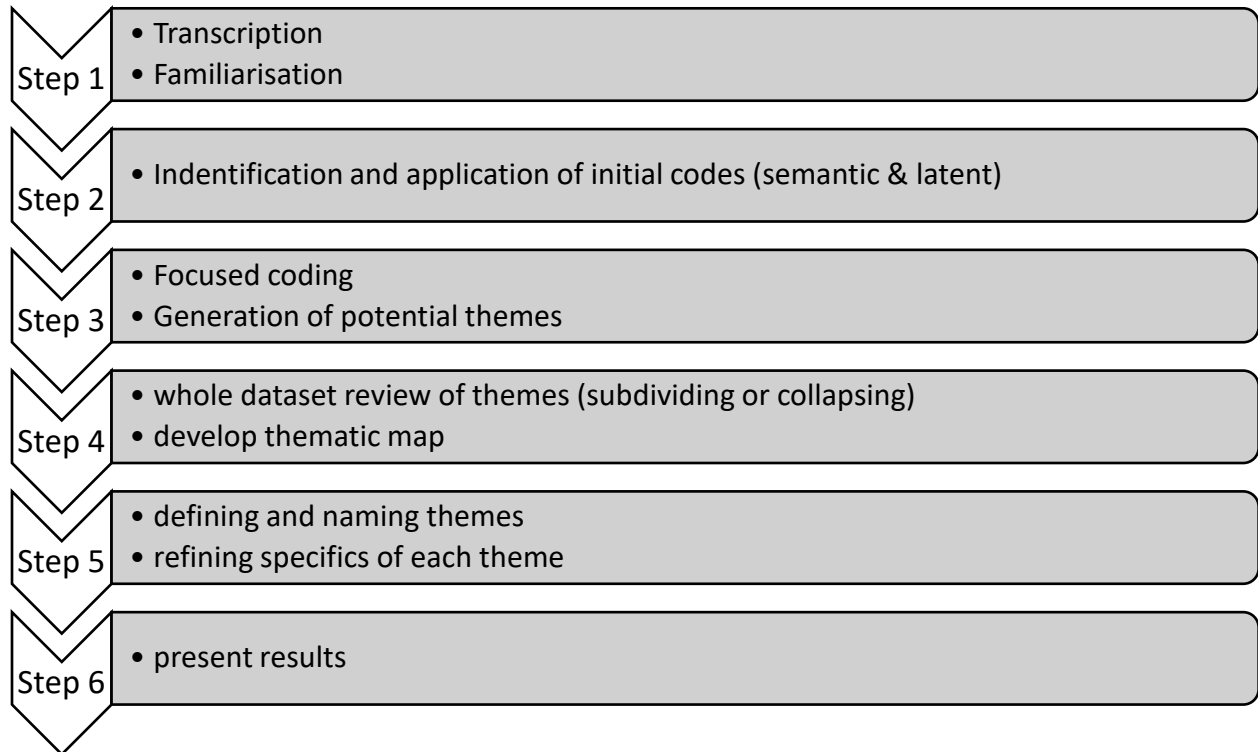 Step 1
• Transcription
• Familiarisation
Step 2
• Indentification and application of initial codes (semantic & latent)
Step 3
• Focused coding
• Generation of potential themes
Step 4
• whole dataset review of themes (subdividing or collapsing)
• develop thematic map
Step 5
• defining and naming themes
• refining specifics of each theme
Step 6
• present results